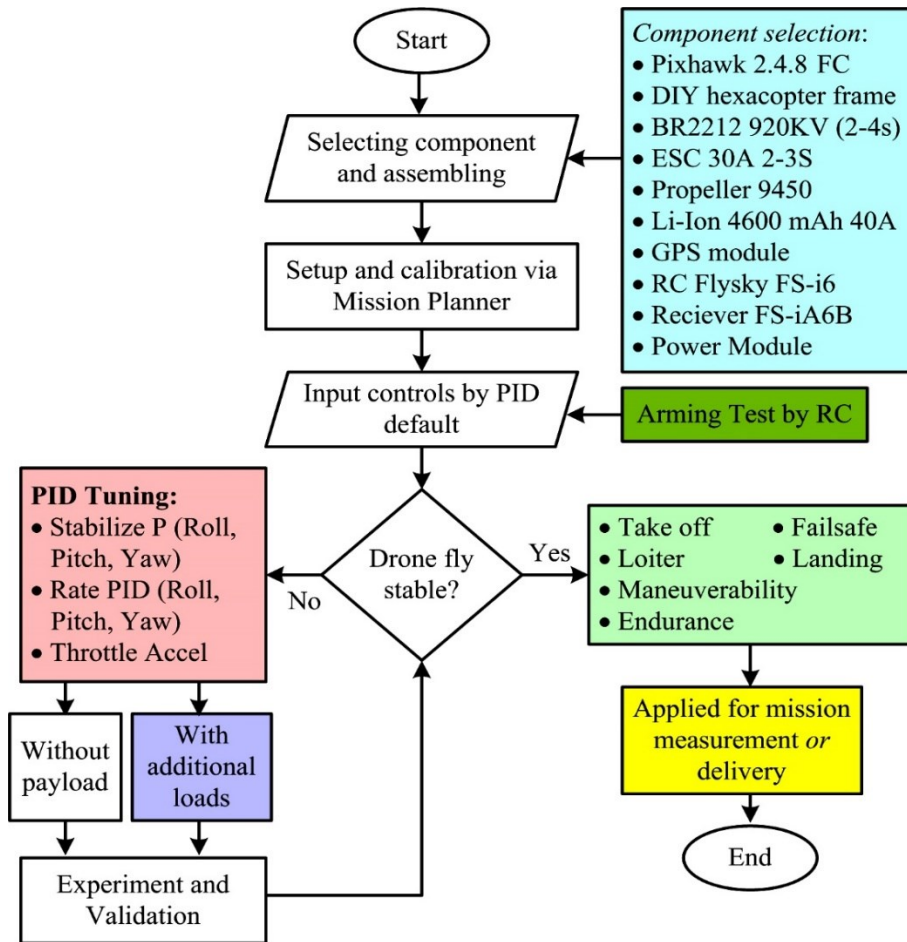 Start
Selecting component
and assembling
Component selection:
• Pixhawk 2.4.8 FC
• DIY hexacopter frame
• BR2212 920KV (2-4s)
• ESC 30A 2-3S
• Propeller 9450
• Li-Ion 4600 mAh 40A
• GPS module
• RC Flysky FS-i6
• Reciever FS-iA6B
• Power Module
Setup and calibration via
Mission Planner
Input controls by PID
default
Arming Test by RC
Drone fly
stable?
No
Yes
PID Tuning:
• Stabilize P (Roll,
Pitch, Yaw)
• Rate PID (Roll,
Pitch, Yaw)
• Throttle Accel
Without
payload
With
additional
loads
Experiment and
Validation
• Take off • Failsafe
• Loiter • Landing
• Maneuverability
• Endurance
Applied for mission
measurement or
delivery
End